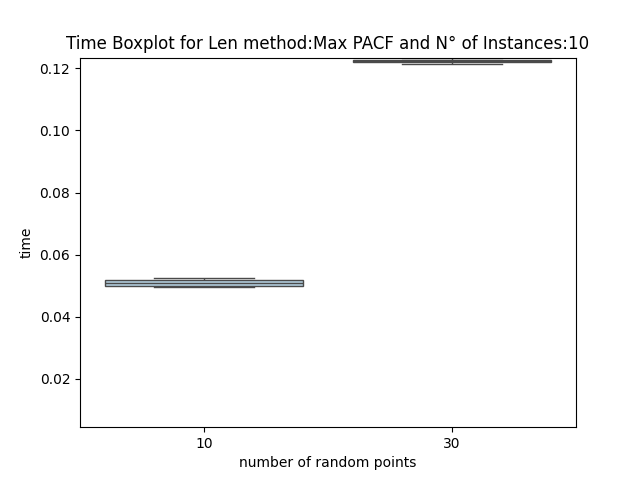 Time Boxplot for Len method:Max PACF and N° of Instances:10
0.12
0.10
0.08
0.06
0.04
0.02
time
10 30
number of random points